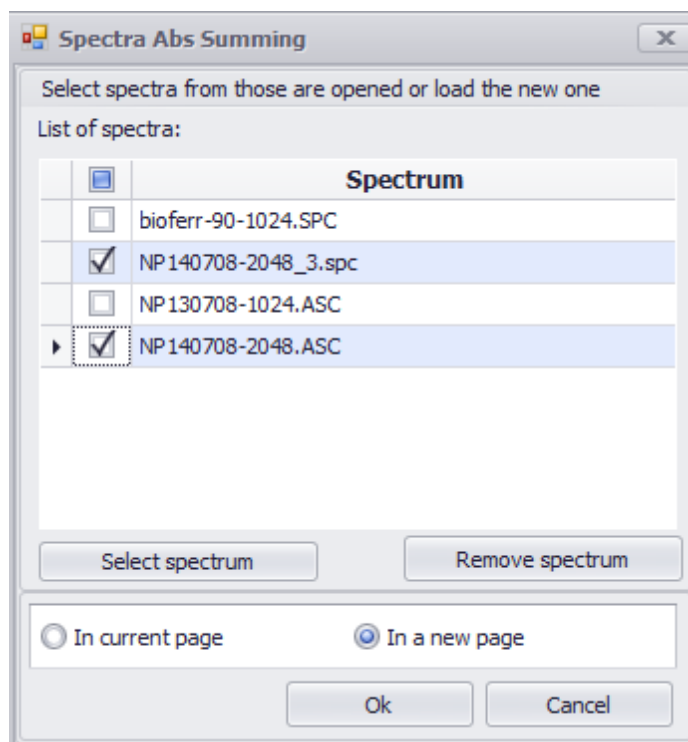 Spectra Abs Summing
Select spectra from those are opened or load the new one
List of spectra:
Spectrum
bioferr-90-1024.SPC
NP140708-2048_3.spc
NP130708-1024.ASC
NP140708-2048.ASC
Select spectrum Remove spectrum
In current page In a new page
Ok Cancel